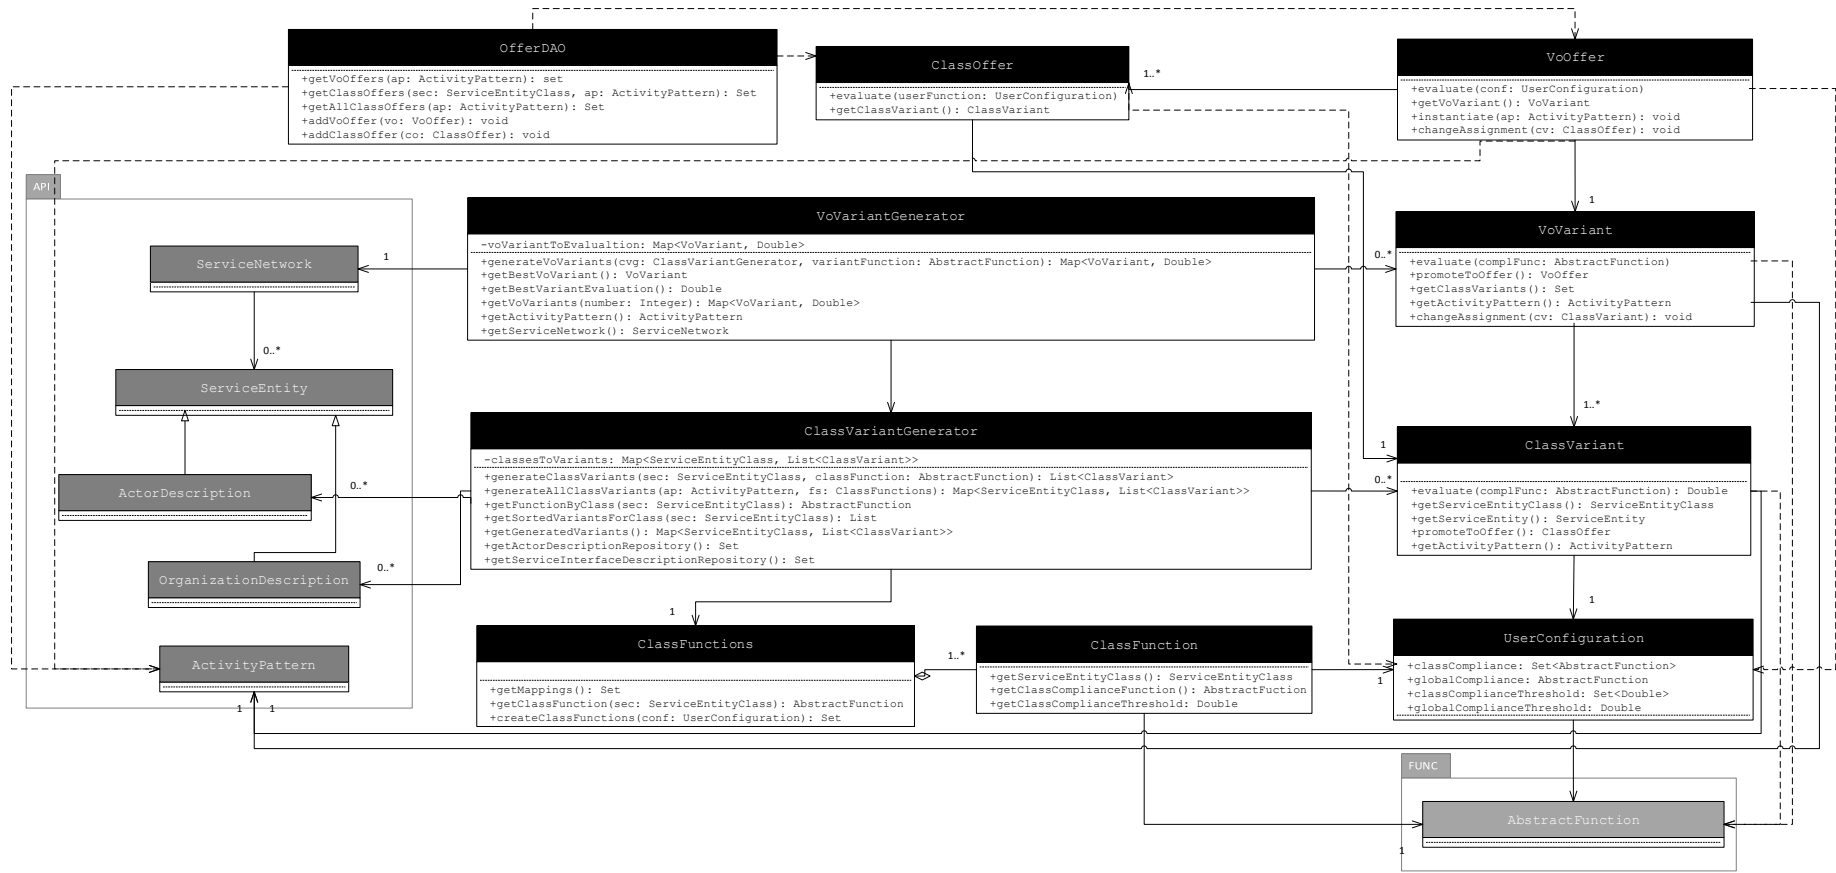 OfferDAO
+getVoOffers(ap: ActivityPattern): set
+getClassOffers(sec: ServiceEntityClass, ap: ActivityPattern): Set
+getAllClassOffers(ap: ActivityPattern): Set
+addVoOffer(vo: VoOffer): void
+addClassOffer(co: ClassOffer): void
ClassOffer
+evaluate(userFunction: UserConfiguration)
+getClassVariant(): ClassVariant
1..*
VoOffer
+evaluate(conf: UserConfiguration)
+getVoVariant(): VoVariant
+instantiate(ap: ActivityPattern): void
+changeAssignment(cv: ClassOffer): void
1
API
ServiceNetwork
1
0..*
ServiceEntity
ActorDescription
0..*
OrganizationDescription
0..*
ActivityPattern
1
1
VoVariantGenerator
-voVariantToEvalualtion: Map<VoVariant, Double>
+generateVoVariants(cvg: ClassVariantGenerator, variantFunction: AbstractFunction): Map<VoVariant, Double>
+getBestVoVariant(): VoVariant
+getBestVariantEvaluation(): Double
+getVoVariants(number: Integer): Map<VoVariant, Double>
+getActivityPattern(): ActivityPattern
+getServiceNetwork(): ServiceNetwork
0..*
VoVariant
+evaluate(complFunc: AbstractFunction)
+promoteToOffer(): VoOffer
+getClassVariants(): Set
+getActivityPattern(): ActivityPattern
+changeAssignment(cv: ClassVariant): void
1..*
ClassVariantGenerator
-classesToVariants: Map<ServiceEntityClass, List<ClassVariant>>
+generateClassVariants(sec: ServiceEntityClass, classFunction: AbstractFunction): List<ClassVariant>
+generateAllClassVariants(ap: ActivityPattern, fs: ClassFunctions): Map<ServiceEntityClass, List<ClassVariant>>
+getFunctionByClass(sec: ServiceEntityClass): AbstractFunction
+getSortedVariantsForClass(sec: ServiceEntityClass): List
+getGeneratedVariants(): Map<ServiceEntityClass, List<ClassVariant>>
+getActorDescriptionRepository(): Set
+getServiceInterfaceDescriptionRepository(): Set
1
0..*
ClassVariant
+evaluate(complFunc: AbstractFunction): Double
+getServiceEntityClass(): ServiceEntityClass
+getServiceEntity(): ServiceEntity
+promoteToOffer(): ClassOffer
+getActivityPattern(): ActivityPattern
1
1
ClassFunctions
+getMappings(): Set
+getClassFunction(sec: ServiceEntityClass): AbstractFunction
+createClassFunctions(conf: UserConfiguration): Set
1..*
ClassFunction
+getServiceEntityClass(): ServiceEntityClass
+getClassComplianceFunction(): AbstractFuction
+getClassComplianceThreshold: Double
1
UserConfiguration
+classCompliance: Set<AbstractFunction>
+globalCompliance: AbstractFunction
+classComplianceThreshold: Set<Double>
+globalComplianceThreshold: Double
FUNC
AbstractFunction
1